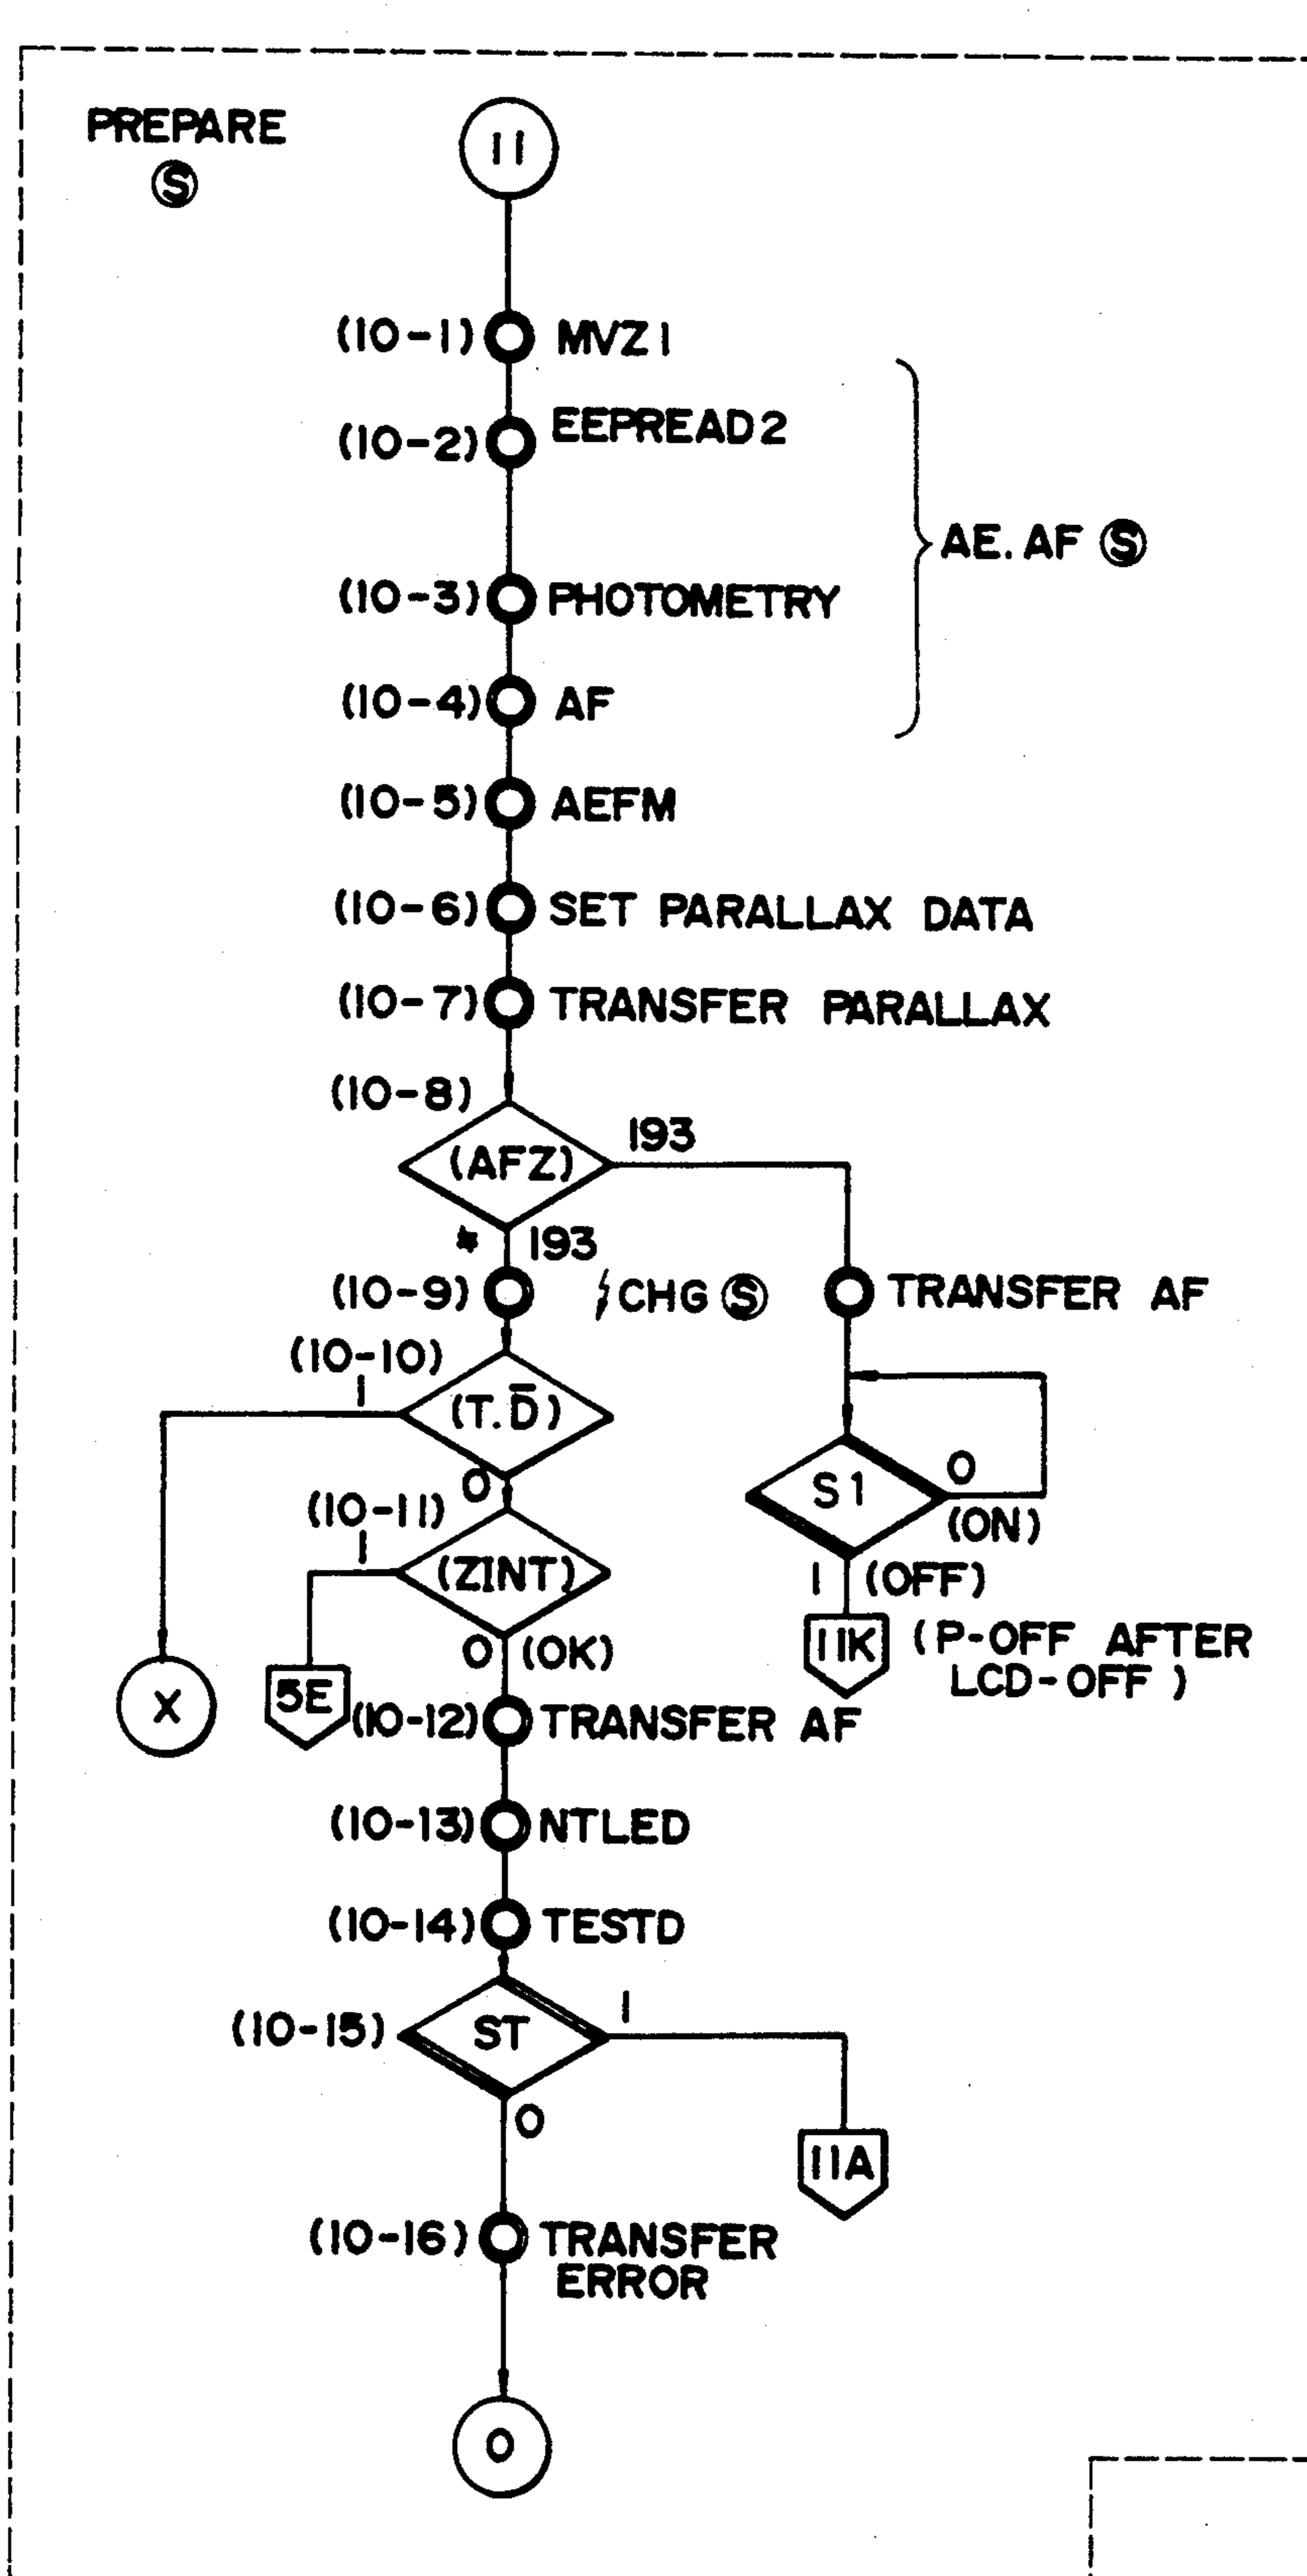 PREPARE
Ⓢ
11
(10-1) MVZ1
(10-2) EEPREAD2
AE.AF Ⓢ
(10-3) PHOTOMETRY
(10-4) AF
(10-5) AEFM
(10-6) SET PARALLAX DATA
(10-7) TRANSFER PARALLAX
(10-8)
(AFZ)
193
≠ 193
(10-9)
CHG Ⓢ
TRANSFER AF
(10-10)
1
(T.D̅)
0
S1
0
(ON)
1 (OFF)
11K
(P-OFF AFTER
LCD-OFF)
(10-11)
1
(ZINT)
0 (OK)
X
5E
(10-12) TRANSFER AF
(10-13) NTLED
(10-14) TESTD
(10-15)
ST
1
0
11A
(10-16) TRANSFER
ERROR
0